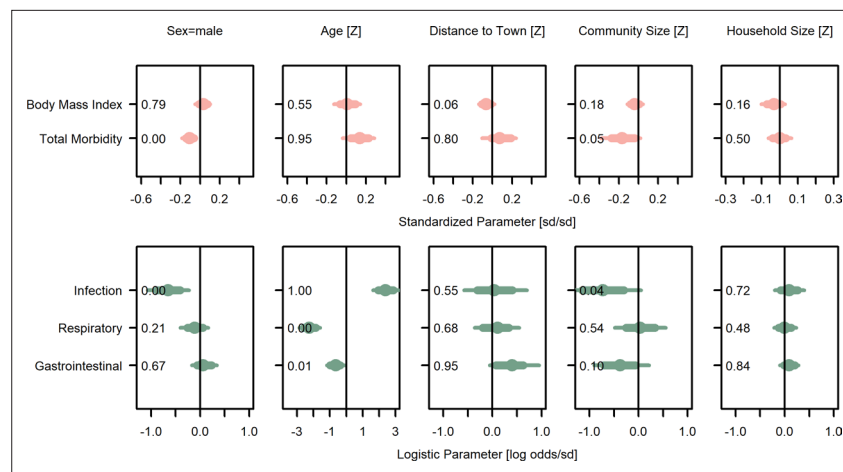 Sex=male Age [Z] Distance to Town [Z] Community Size [Z] Household Size [Z]
Body Mass Index 0.79 0.55 0.06 0.18 0.16
Total Morbidity 0.00 0.95 0.80 0.05 0.50
-0.6 -0.2 0.2 -0.6 -0.2 0.2 -0.6 -0.2 0.2 -0.6 -0.2 0.2 -0.3 -0.1 0.1 0.3
Standardized Parameter [sd/sd]
Infection 0.00 1.00 0.55 0.04 0.72
Respiratory 0.21 0.00 0.68 0.54 0.48
Gastrointestinal 0.67 0.01 0.95 0.10 0.84
-1.0 0.0 1.0 -3 -1 1 3 -1.0 0.0 1.0 -1.0 0.0 1.0 -1.0 0.0 1.0
Logistic Parameter [log odds/sd]